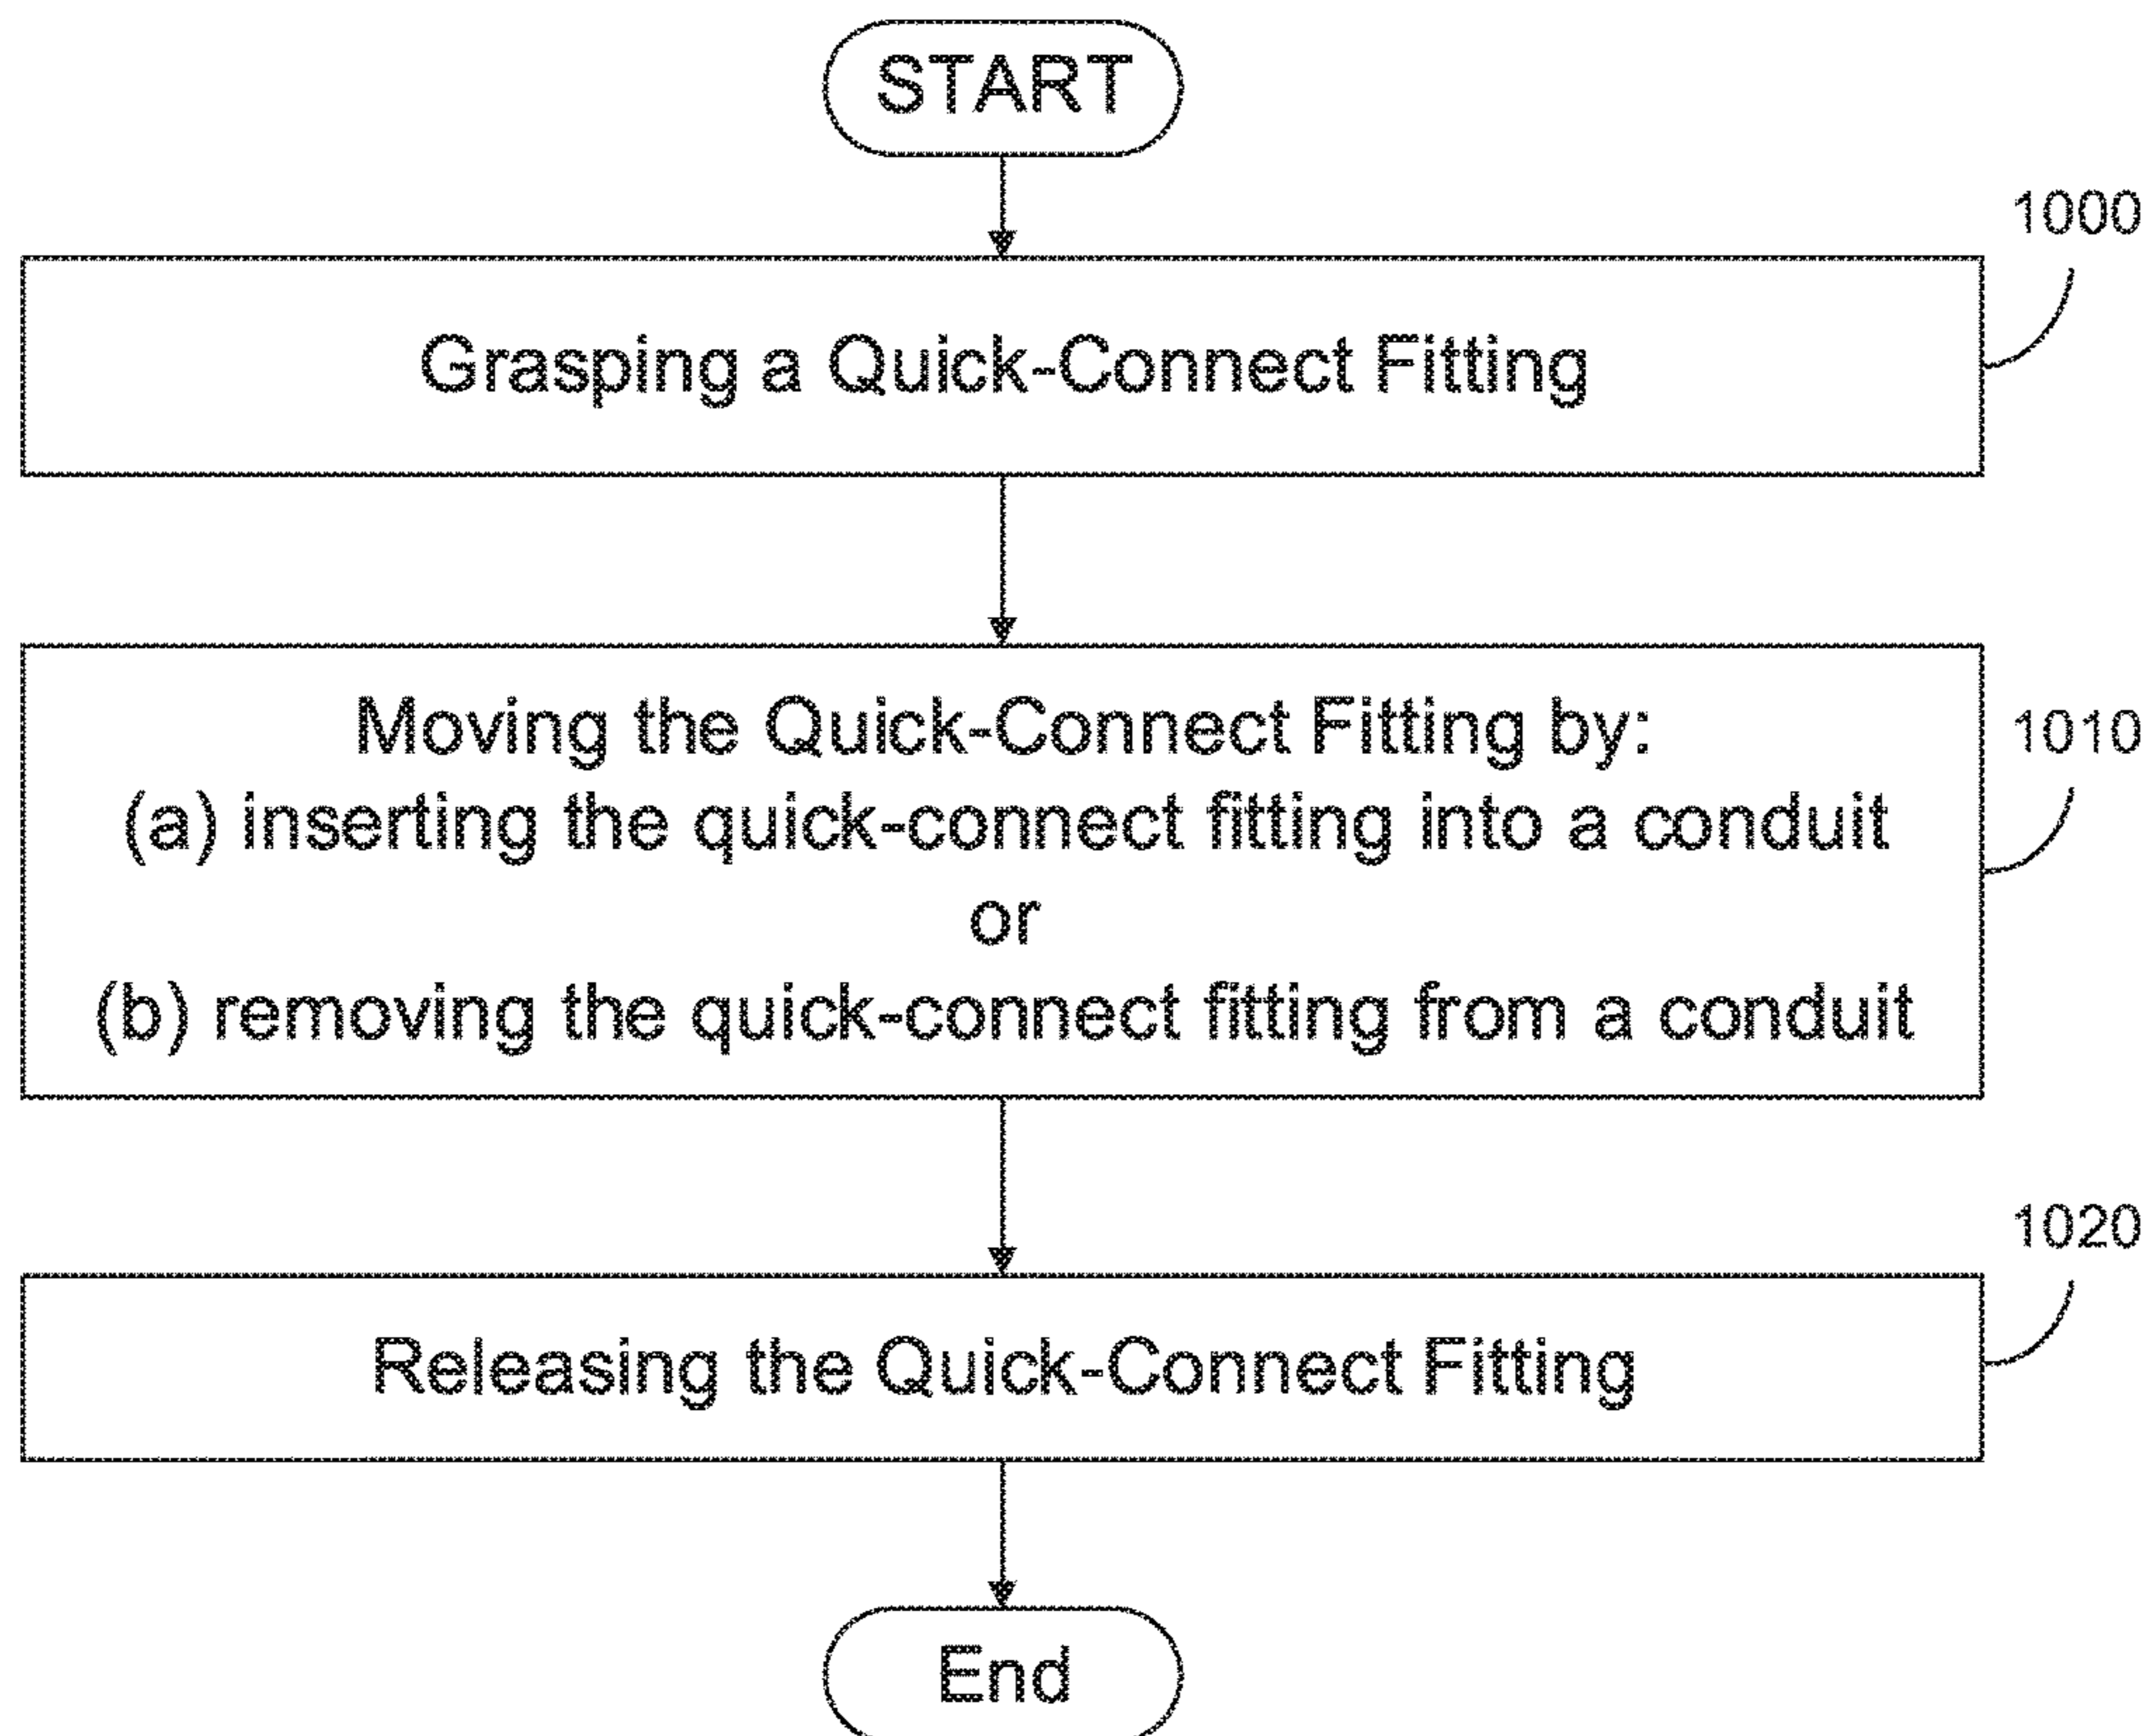 START
1000
Grasping a Quick-Connect Fitting
Moving the Quick-Connect Fitting by:
1010
(a) inserting the quick-connect fitting into a conduit
or
(b) removing the quick-connect fitting from a conduit
1020
Releasing the Quick-Connect Fitting
End